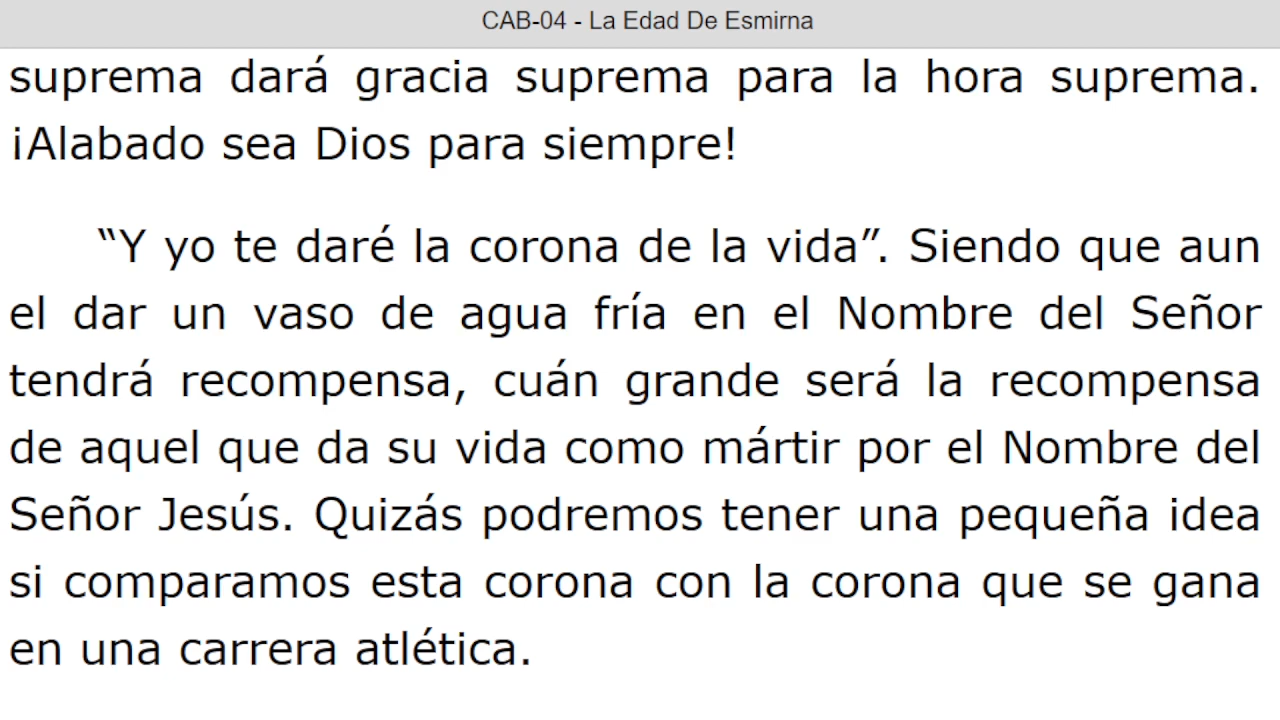 CAB-04 - La Edad De Esmirna
suprema dará gracia suprema para la hora suprema.
¡Alabado sea Dios para siempre!
“Y yo te daré la corona de la vida”. Siendo que aun
el dar un vaso de agua fría en el Nombre del Señor
tendrá recompensa, cuán grande será la recompensa
de aquel que da su vida como mártir por el Nombre del
Señor Jesús. Quizás podremos tener una pequeña idea
si comparamos esta corona con la corona que se gana
en una carrera atlética.